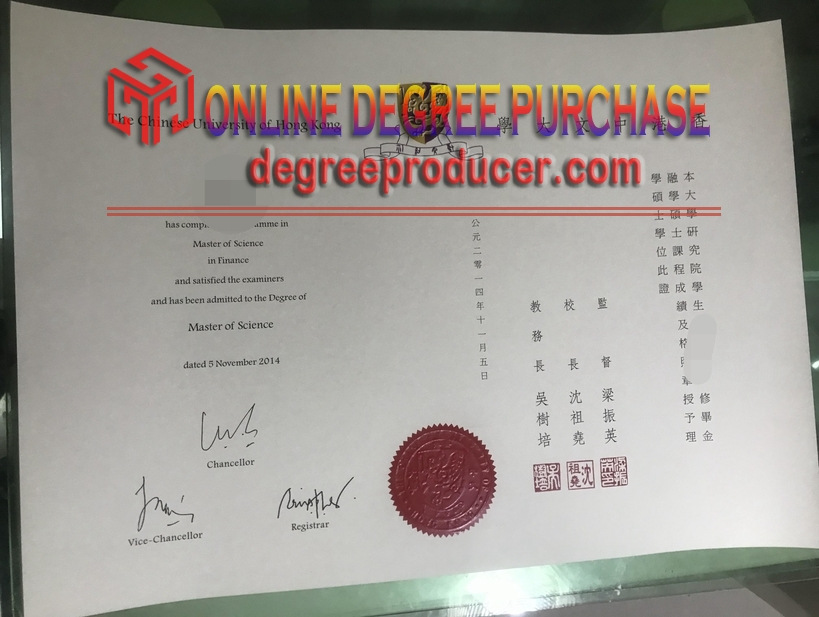 ONLINE DEGREE PURCHASE
degreeproducer.com
The Chinese University of Hong Kong
香港中文大學
has
in
Master of Science
in Finance
and satisfied the examiners
and has been admitted to the Degree of
Master of Science
dated 5 November 2014
Chancellor
Vice-Chancellor
Registrar
本大學研究院學生 修畢金
融學碩士課程成績及 授予理
學碩士學位此證
監督 梁振英
校長 沈祖堯
教務長 吳樹培
公元二零一四年十一月五日